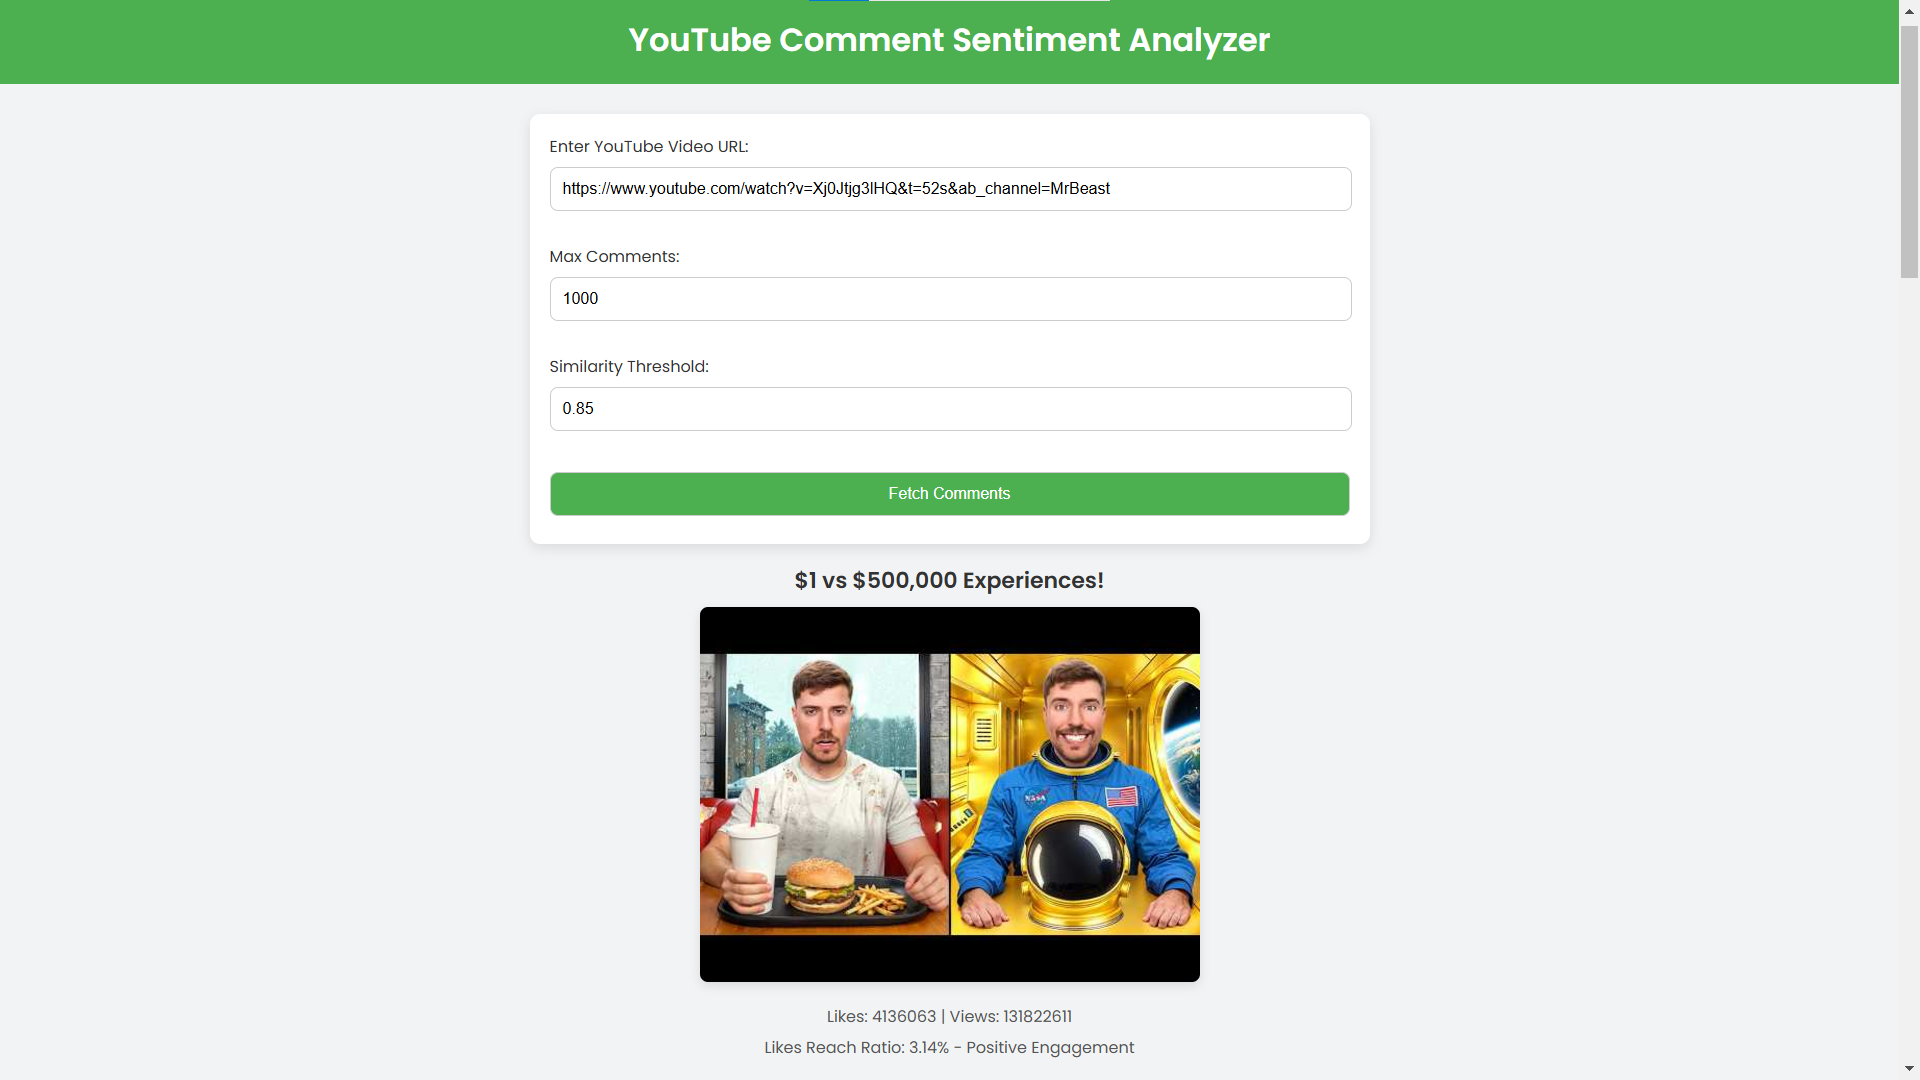 YouTube Comment Sentiment Analyzer
Enter YouTube Video URL:
https://www.youtube.com/watch?v=Xj0Jtjg3lHQ&t=52s&ab_channel=MrBeast
Max Comments:
1000
Similarity Threshold:
0.85
Fetch Comments
$1 vs $500,000 Experiences!
NASA
Likes: 4136063 | Views: 131822611
Likes Reach Ratio: 3.14% - Positive Engagement